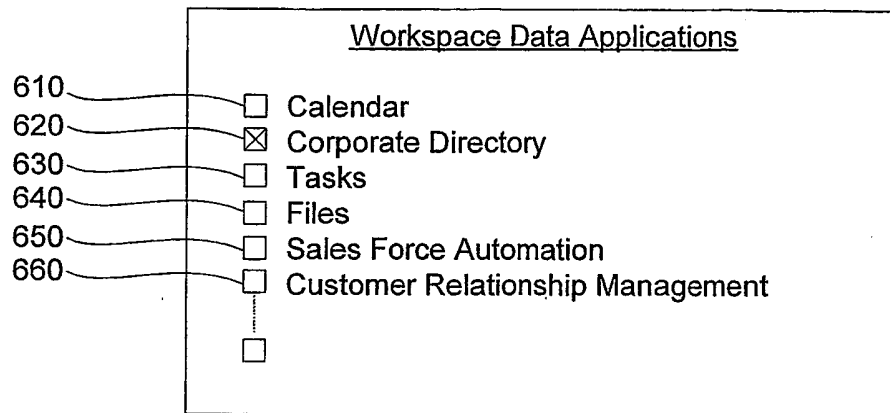 Workspace Data Applications
610 Calendar
620 Corporate Directory
630 Tasks
640 Files
650 Sales Force Automation
660 Customer Relationship Management